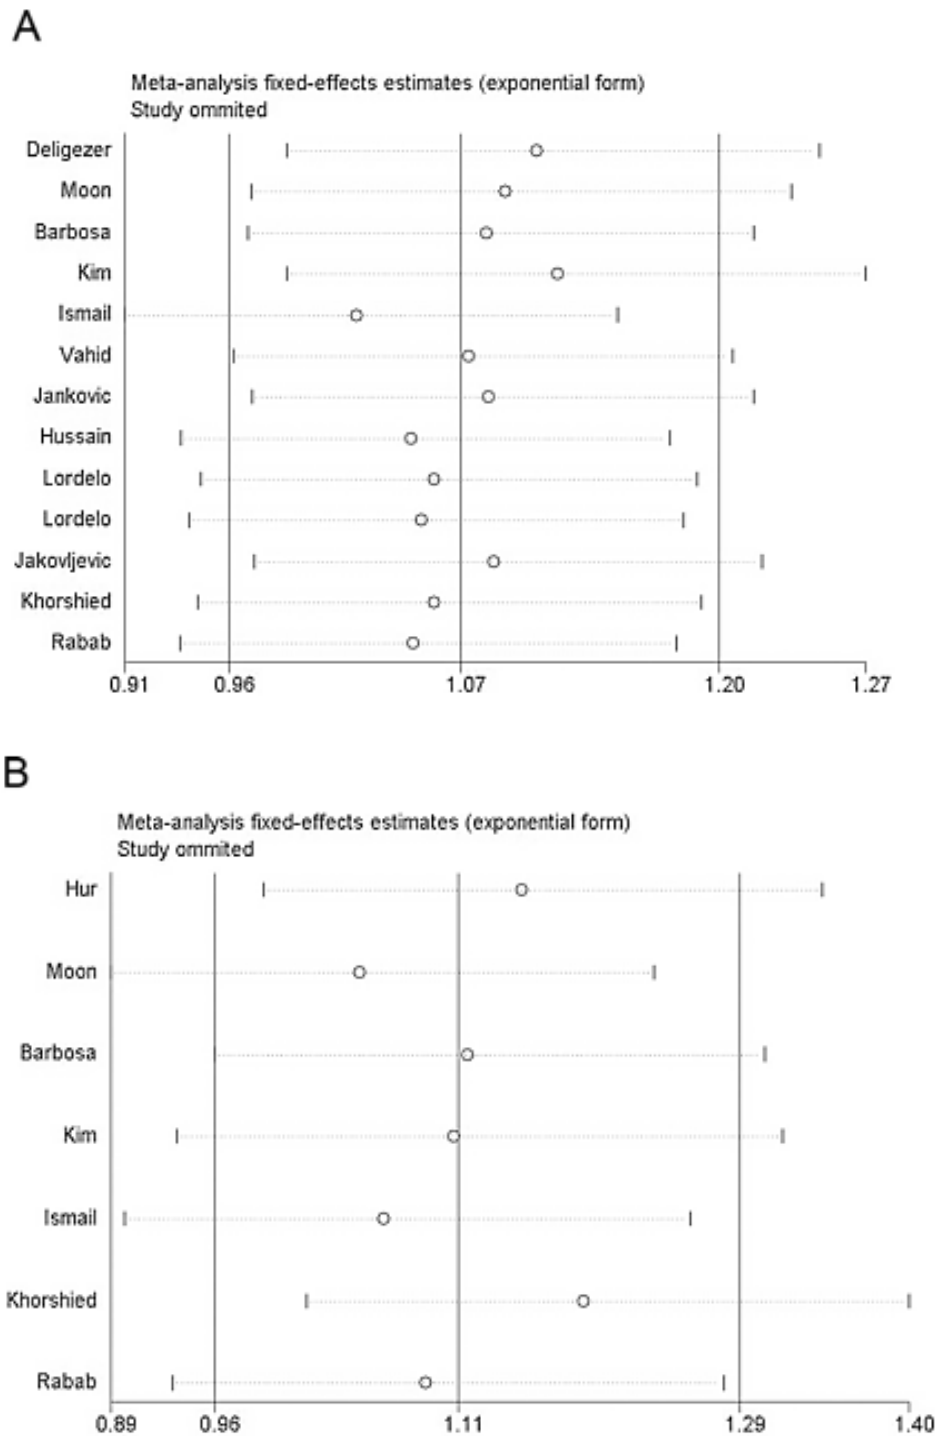 A
Meta-analysis fixed-effects estimates (exponential form)
Study ommited
Deligezer
Moon
Barbosa
Kim
Ismail
Vahid
Jankovic
Hussain
Lordelo
Lordelo
Jakovljevic
Khorshied
Rabab
0.91 0.96 1.07 1.20 1.27
B
Meta-analysis fixed-effects estimates (exponential form)
Study ommited
Hur
Moon
Barbosa
Kim
Ismail
Khorshied
Rabab
0.89 0.96 1.11 1.29 1.40